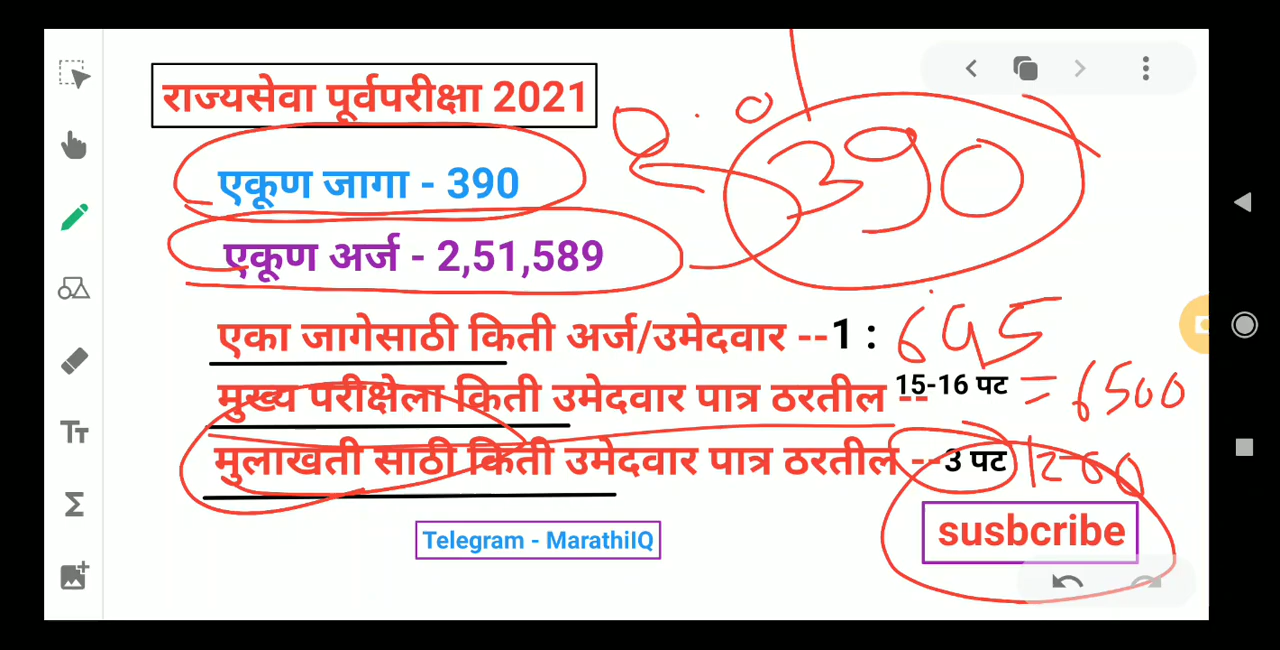 राज्यसेवा पूर्वपरीक्षा 2021
एकूण जागा - 390
390
एकूण अर्ज - 2,51,589
एका जागेसाठी किती अर्ज/उमेदवार --1 : 695
मुख्य परीक्षेला किती उमेदवार पात्र ठरतील -- 15-16 पट = 6500
मुलाखती साठी किती उमेदवार पात्र ठरतील --3 पट 1200
susbcribe
Telegram - MarathiIQ